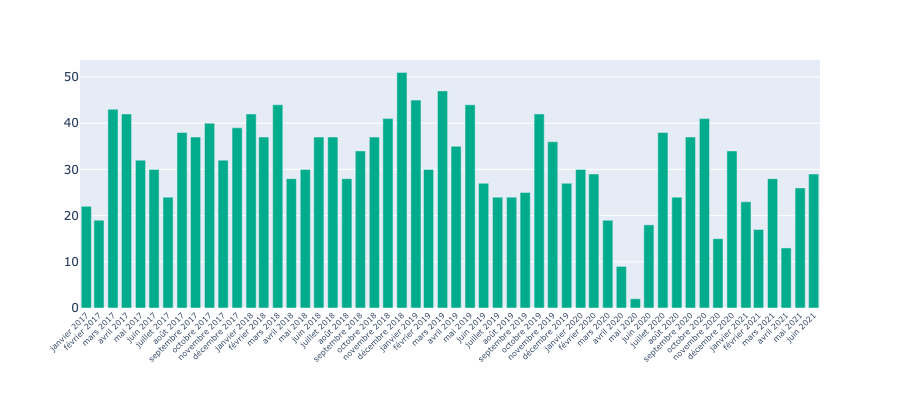 50
40
30
20
10
0
janvier 2017
février 2017
mars 2017
avril 2017
mai 2017
juin 2017
juillet 2017
août 2017
septembre 2017
octobre 2017
novembre 2017
décembre 2017
janvier 2018
février 2018
mars 2018
avril 2018
mai 2018
juin 2018
juillet 2018
août 2018
septembre 2018
octobre 2018
novembre 2018
décembre 2018
janvier 2019
février 2019
mars 2019
avril 2019
mai 2019
juin 2019
juillet 2019
août 2019
septembre 2019
octobre 2019
novembre 2019
décembre 2019
janvier 2020
février 2020
mars 2020
avril 2020
mai 2020
juin 2020
juillet 2020
août 2020
septembre 2020
octobre 2020
novembre 2020
décembre 2020
janvier 2021
février 2021
mars 2021
avril 2021
mai 2021
juin 2021